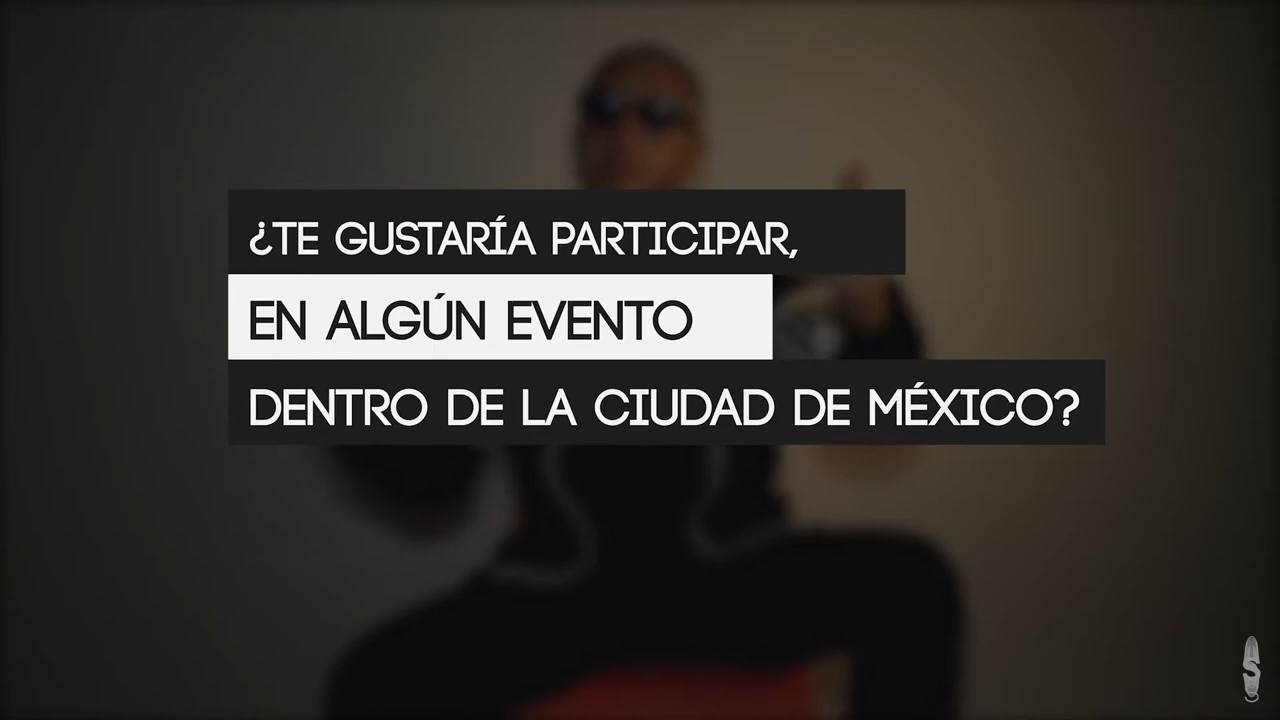 ¿TE GUSTARÍA PARTICIPAR,
EN ALGÚN EVENTO
DENTRO DE LA CIUDAD DE MÉXICO?
S